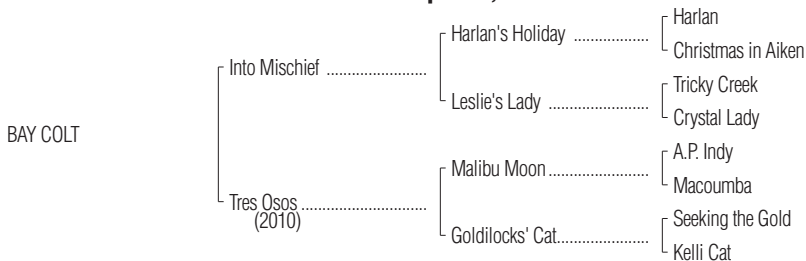 Harlan
Harlan's Holiday ..................
Christmas in Aiken
Into Mischief ........................
Tricky Creek
Leslie's Lady ........................
Crystal Lady
BAY COLT
A.P. Indy
Malibu Moon ........................
Macoumba
Tres Osos ..............................
(2010)
Seeking the Gold
Goldilocks' Cat......................
Kelli Cat